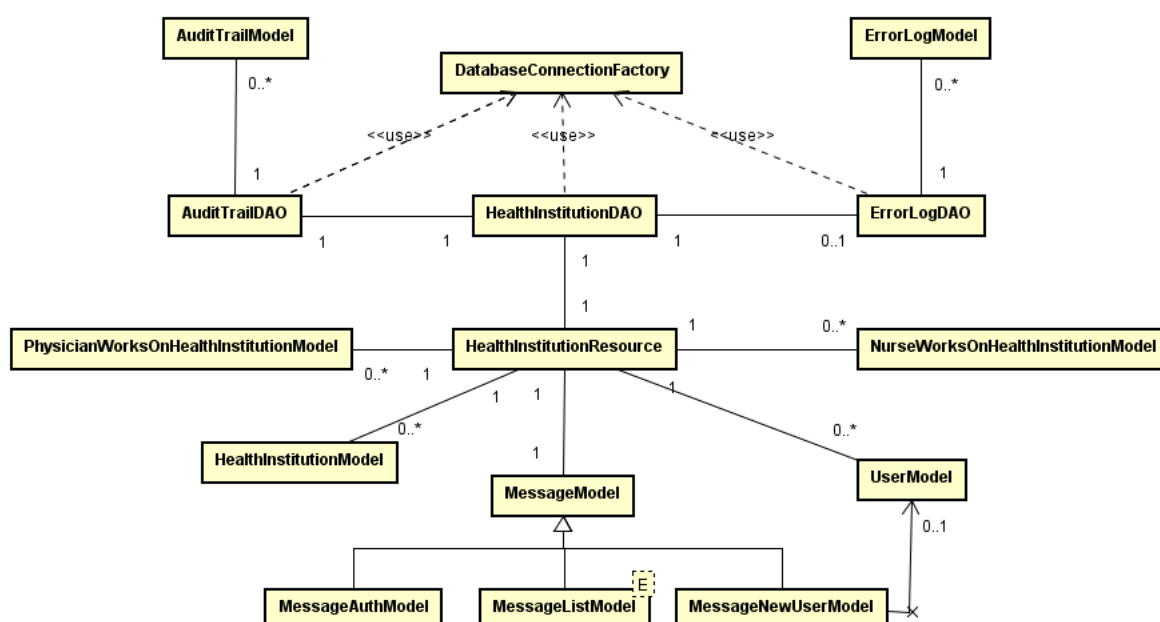 AuditTrailModel
ErrorLogModel
DatabaseConnectionFactory
0..*
0..*
<<use>>
<<use>>
<<use>>
1
1
AuditTrailDAO
HealthInstitutionDAO
ErrorLogDAO
1
1
1
0..1
1
1
1
0..*
PhysicianWorksOnHealthInstitutionModel
HealthInstitutionResource
NurseWorksOnHealthInstitutionModel
0..*
1
1
1
1
0..*
0..*
1
HealthInstitutionModel
UserModel
MessageModel
0..1
E
MessageAuthModel
MessageListModel
MessageNewUserModel